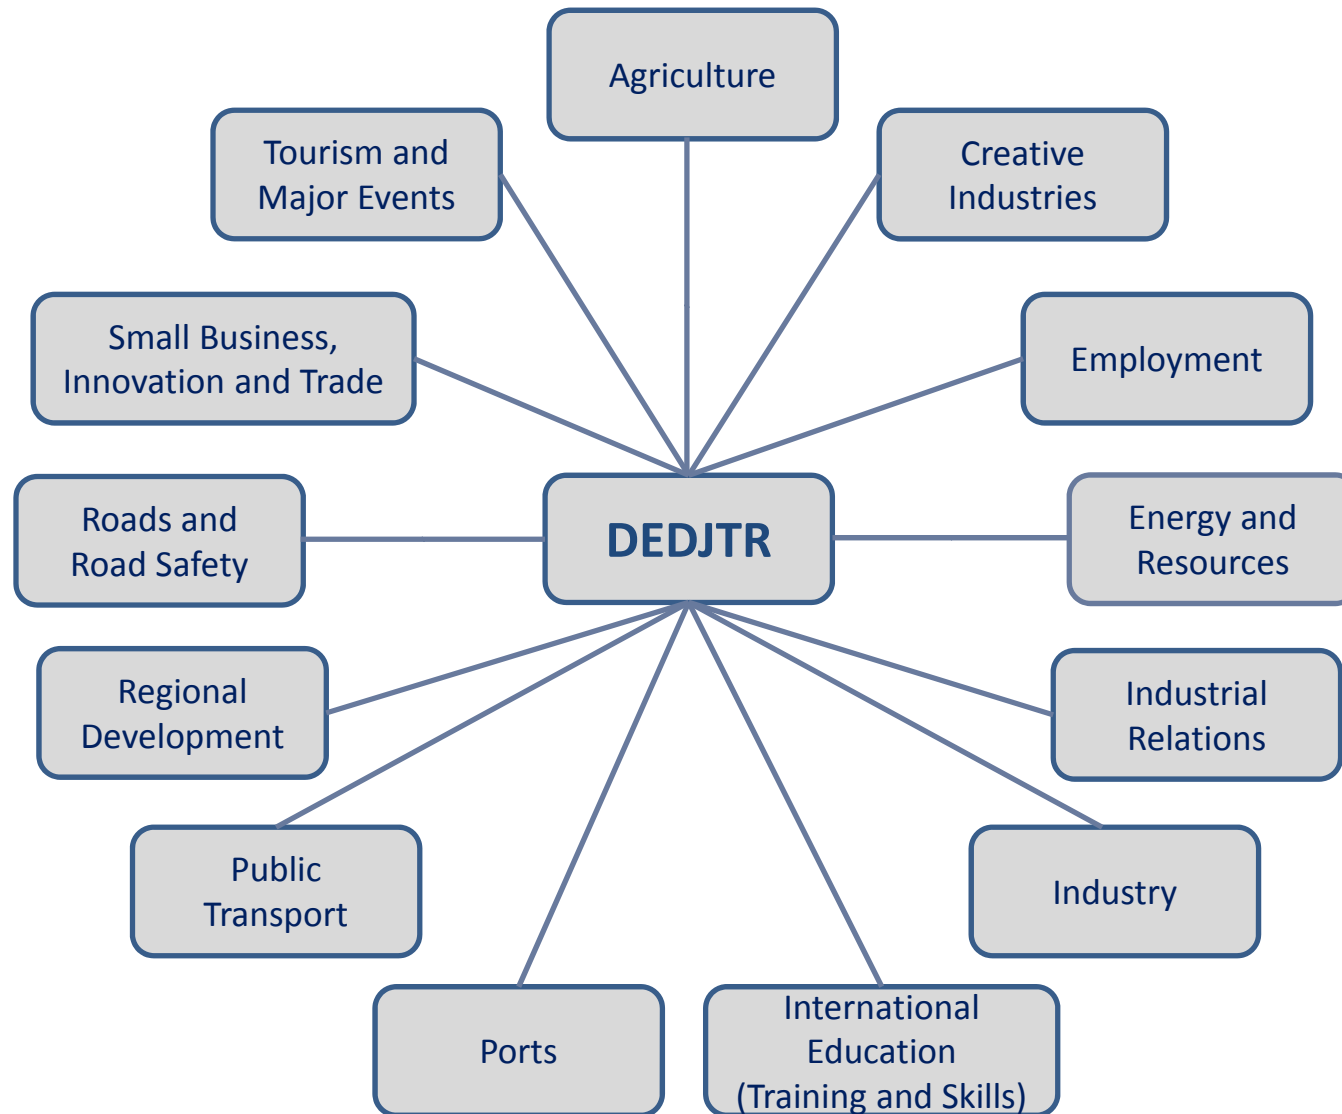 Agriculture
Tourism and
Major Events
Creative
Industries
Small Business,
Innovation and Trade
Employment
Roads and
Road Safety
DEDJTR
Energy and
Resources
Regional
Development
Industrial
Relations
Public
Transport
Industry
Ports
International
Education
(Training and Skills)